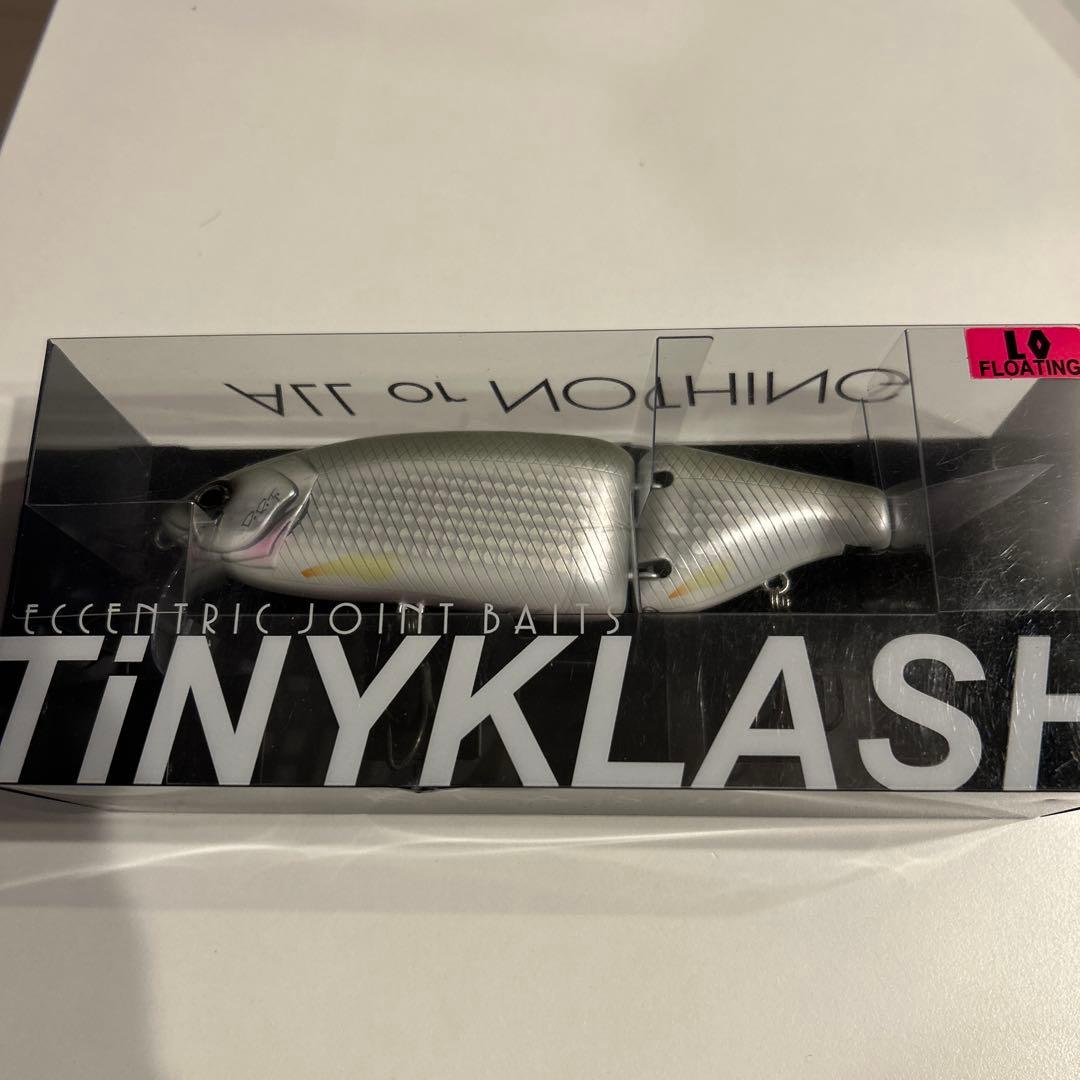 ALL or NOTHING
LO
FLOATING
D.R.T.
ECCENTRIC JOINT BAITS
TiNYKLASH